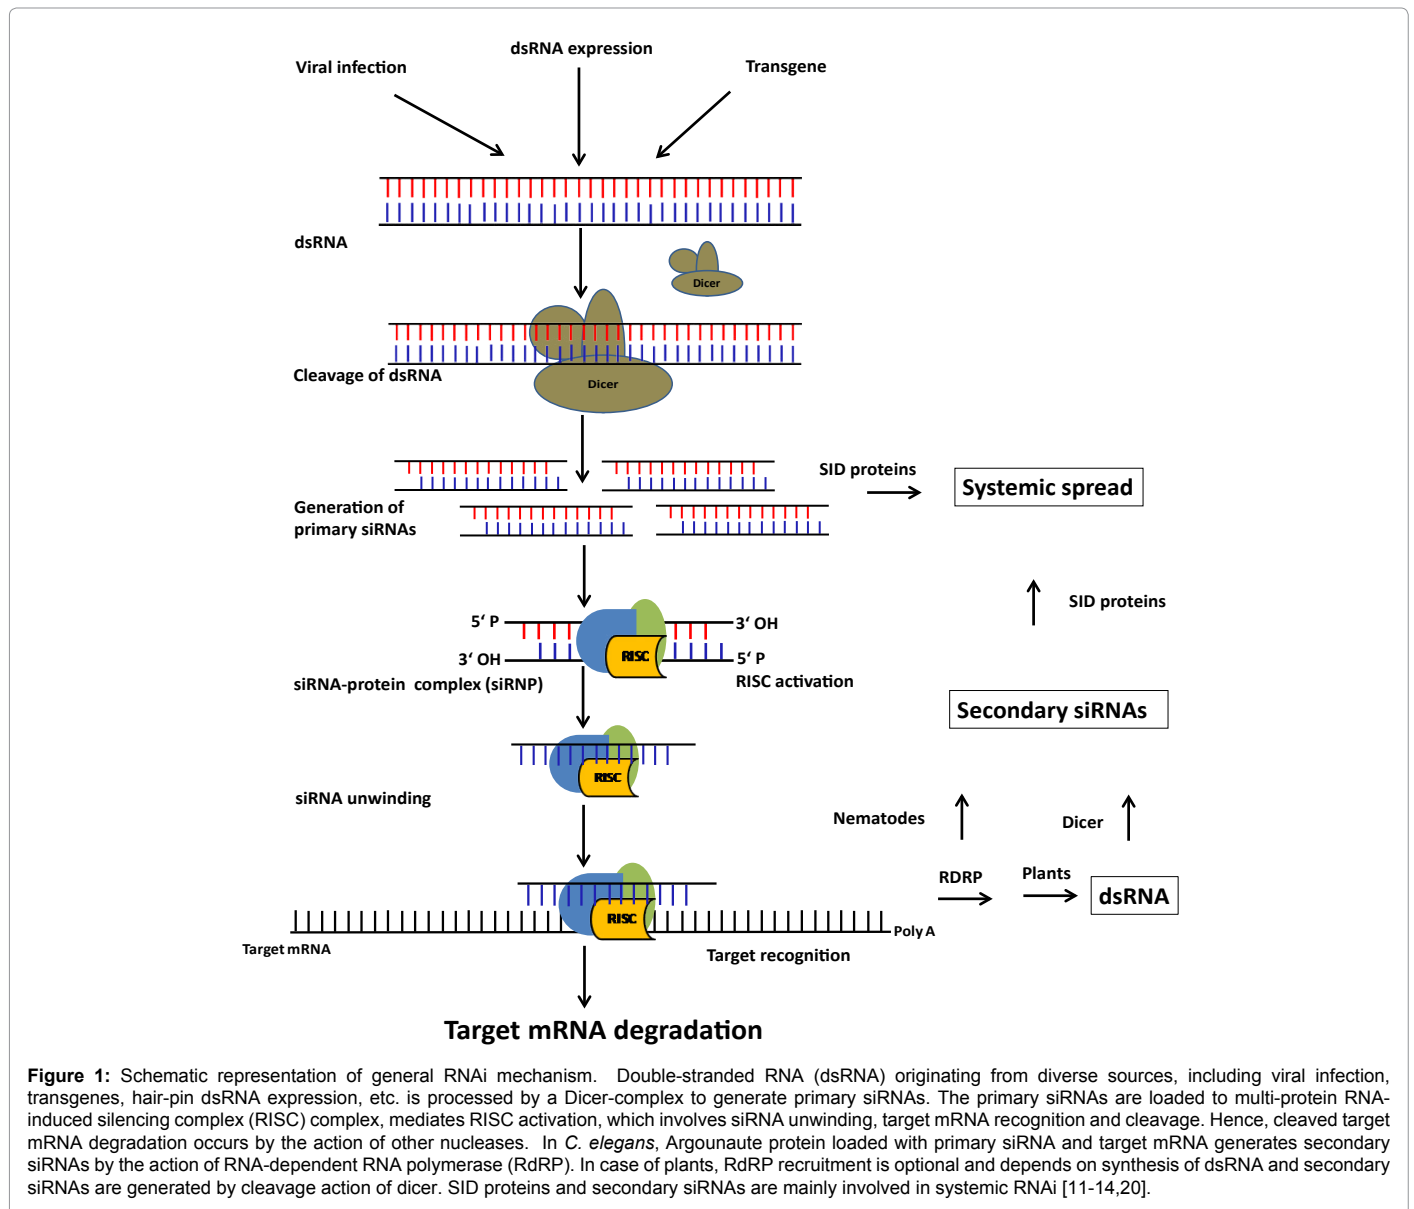 dsRNA expression
Viral infection
Transgene
dsRNA
Dicer
Cleavage of dsRNA
Dicer
SID proteins
Systemic spread
Generation of
primary siRNAs
SID proteins
5‘ P
3‘ OH
RISC
3‘ OH
5‘ P
siRNA-protein complex (siRNP)
RISC activation
Secondary siRNAs
RISC
siRNA unwinding
Nematodes
Dicer
RDRP
Plants
dsRNA
RISC
Poly A
Target mRNA
Target recognition
Target mRNA degradation
Figure 1: Schematic representation of general RNAi mechanism. Double-stranded RNA (dsRNA) originating from diverse sources, including viral infection,
transgenes, hair-pin dsRNA expression, etc. is processed by a Dicer-complex to generate primary siRNAs. The primary siRNAs are loaded to multi-protein RNA-
induced silencing complex (RISC) complex, mediates RISC activation, which involves siRNA unwinding, target mRNA recognition and cleavage. Hence, cleaved target
mRNA degradation occurs by the action of other nucleases. In C. elegans, Argounaute protein loaded with primary siRNA and target mRNA generates secondary
siRNAs by the action of RNA-dependent RNA polymerase (RdRP). In case of plants, RdRP recruitment is optional and depends on synthesis of dsRNA and secondary
siRNAs are generated by cleavage action of dicer. SID proteins and secondary siRNAs are mainly involved in systemic RNAi [11-14,20].